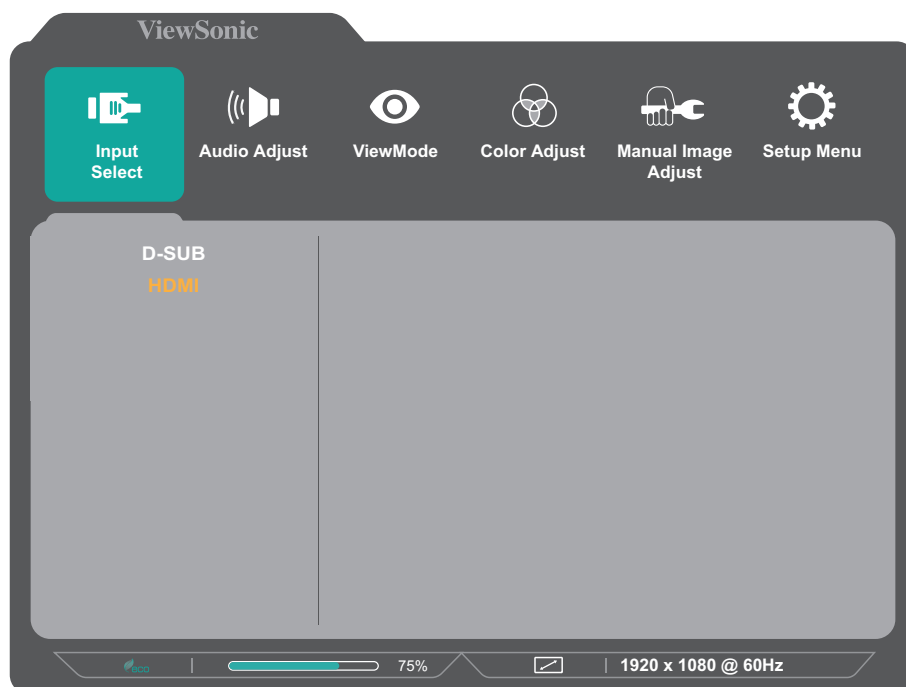 ViewSonic
Input Select
Audio Adjust
ViewMode
Color Adjust
Manual Image Adjust
Setup Menu
D-SUB
HDMI
75%
1920 x 1080 @ 60Hz